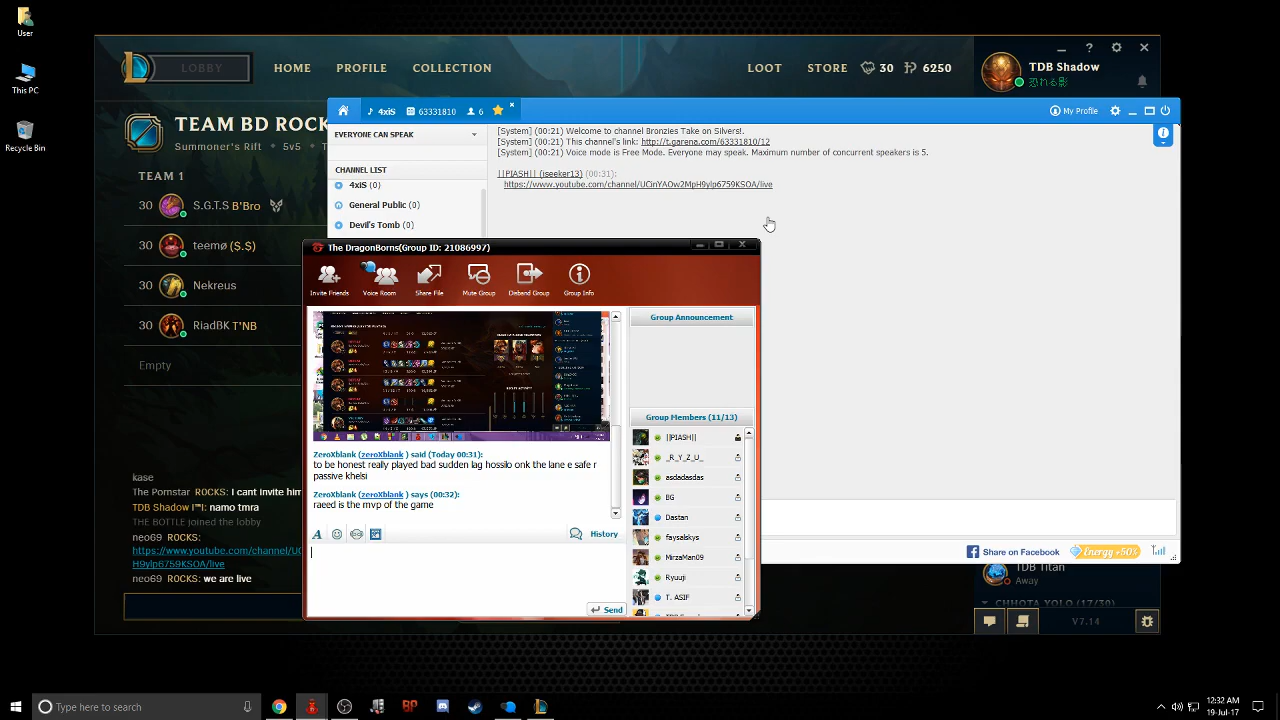 User
This PC
Recycle Bin
LOBBY
HOME
PROFILE
COLLECTION
LOOT
STORE
30
6250
TDB Shadow
恐れる影
TEAM BD ROCK
Summoner's Rift • 5v5
TEAM 1
30 S.G.T.S B'Bro
30 teemø ($.$)
30 Nekreus
30 RiadBK T'NB
Empty
kase
The Pornstar ROCKS: I cant invite him
TDB Shadow I™I: namo tmra
THE BOTTLE joined the lobby
neo69 ROCKS:
https://www.youtube.com/channel/UC
H9ylp6759KSOA/live
neo69 ROCKS: we are live
4xiS
63331810
6
My Profile
EVERYONE CAN SPEAK
CHANNEL LIST
4xiS (0)
General Public (0)
Devil's Tomb (0)
[System] (00:21) Welcome to channel Bronzies Take on Silvers!.
[System] (00:21) This channel's link: http://t.garena.com/63331810/12
[System] (00:21) Voice mode is Free Mode. Everyone may speak. Maximum number of concurrent speakers is 5.
||PIASH|| (iseeker13) (00:31):
https://www.youtube.com/channel/UCinYAOw2MpH9ylp6759KSOA/live
The DragonBorns(Group ID: 21086997)
Invite Friends
Voice Room
Share File
Mute Group
Disband Group
Group Info
ZeroXblank (zeroXblank ) said (Today 00:31):
to be honest really played bad sudden lag hossilo onk the lane e safe r
passive khelsi
ZeroXblank (zeroXblank ) says (00:32):
raeed is the mvp of the game
History
Send
Group Announcement
Group Members (11/13)
||PIASH||
_R_Y_Z_U_
asdadasdas
BG
Dastan
faysalskys
MirzaMan09
Ryuuji
T. ASIF
Share on Facebook
Energy +50%
TDB Titan
Away
CHHOTA YOLO (17/30)
V7.14
Type here to search
12:32 AM
19-Jul-17